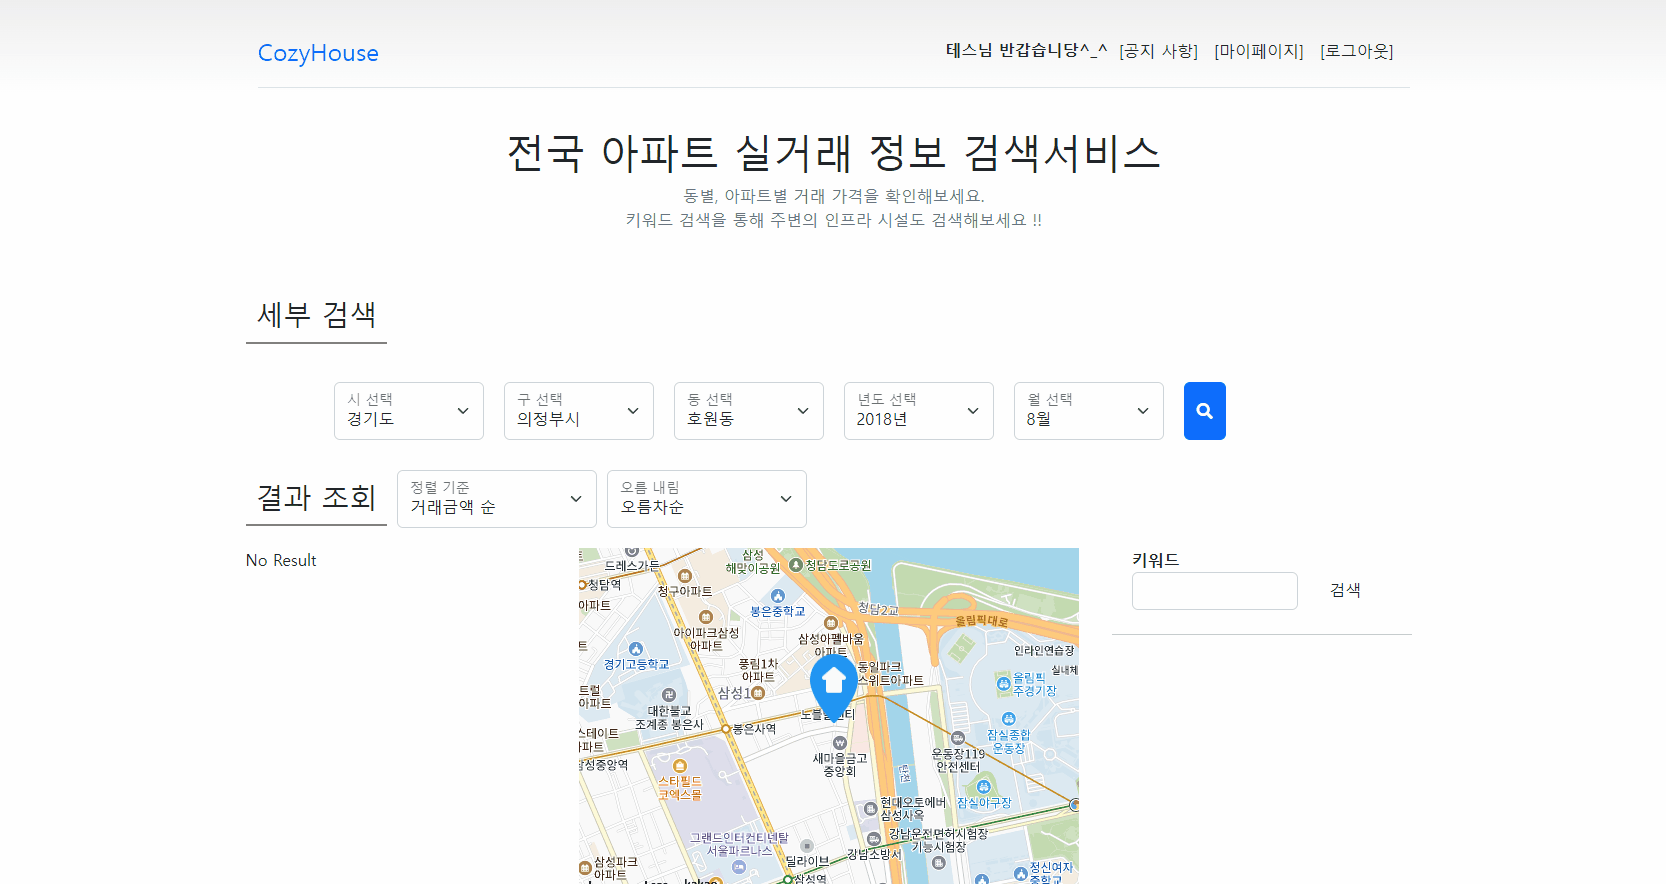 CozyHouse
테스님 반갑습니당^_^ [공지 사항] [마이페이지] [로그아웃]
전국 아파트 실거래 정보 검색서비스
동별, 아파트별 거래 가격을 확인해보세요.
키워드 검색을 통해 주변의 인프라 시설도 검색해보세요 !!
세부 검색
시 선택
경기도
구 선택
의정부시
동 선택
호원동
년도 선택
2018년
월 선택
8월
결과 조회
정렬 기준
거래금액 순
오름 내림
오름차순
No Result
키워드
검색
드레스가든
삼성
해맞이공원
청담도로공원
청담역
아파트
청구아파트
봉은중학교
청담2교
올림픽대로
아이파크삼성
아파트
삼성아펠바움
아파트
인라인연습장
경기고등학교
풍림1차
아파트
동일파크
스위트아파트
실내체
올림픽
주경기장
트럴
아파트
삼성1
대한불교
조계종 봉은사
봉은사역
스테이트
파트
삼성중앙역
새마을금고
중앙회
탄천
잠실종합
운동장
운동장119
안전센터
스타필드
코엑스몰
현대오토에버
삼성사옥
잠실야구장
그랜드인터컨티넨탈
서울파르나스
강남운전면허시험장
기능시험장
딜라이브
강남소방서
삼성파크
아파트
삼성역
정신여자
중학교